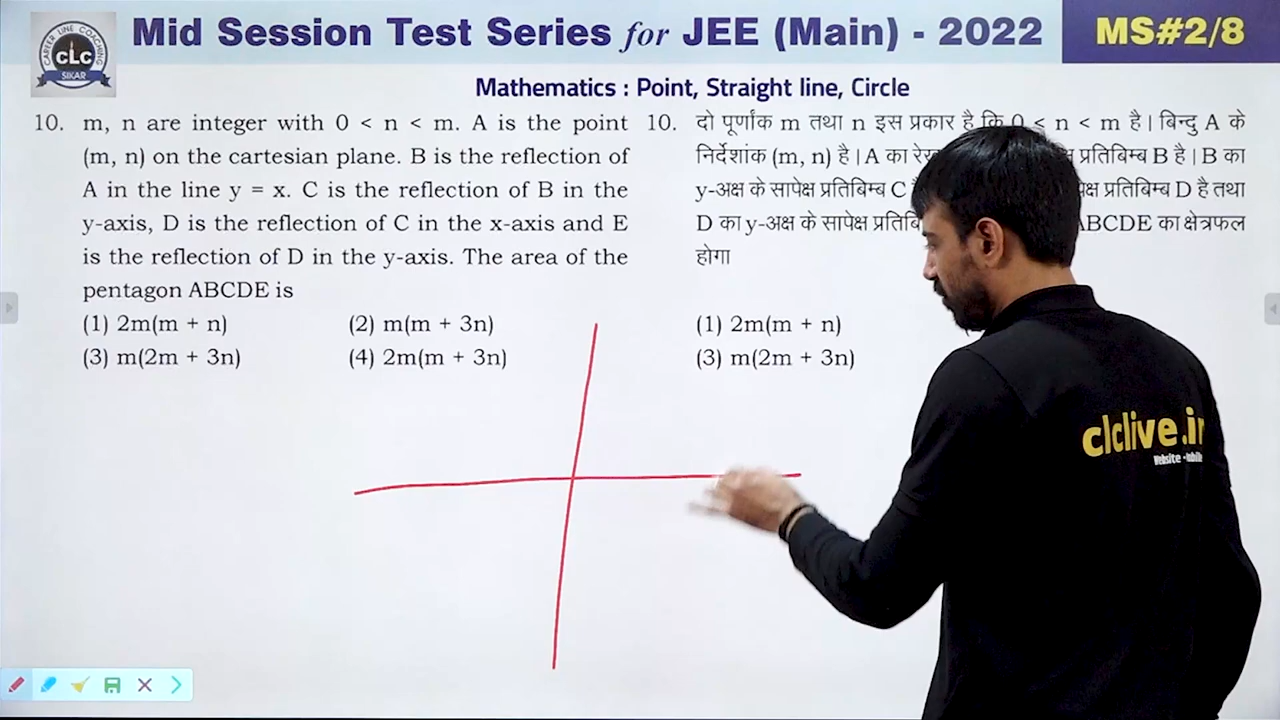 Mid Session Test Series for JEE (Main) - 2022
MS#2/8
CAREER LINE COACHING
CLC
SIKAR
Mathematics : Point, Straight line, Circle
10. m, n are integer with 0 < n < m. A is the point
(m, n) on the cartesian plane. B is the reflection of
A in the line y = x. C is the reflection of B in the
y-axis, D is the reflection of C in the x-axis and E
is the reflection of D in the y-axis. The area of the
pentagon ABCDE is
(1) 2m(m + n) (2) m(m + 3n)
(3) m(2m + 3n) (4) 2m(m + 3n)
10. दो पूर्णांक m तथा n इस प्रकार है कि 0 < n < m है। बिन्दु A के
निर्देशांक (m, n) है। A का प्रतिबिम्ब B है। B का
y-अक्ष के सापेक्ष प्रतिबिम्ब C प्रतिबिम्ब D है तथा
D का y-अक्ष के सापेक्ष ABCDE का क्षेत्रफल
होगा
(1) 2m(m + n)
(3) m(2m + 3n)
clclive.in
Website - Mobile